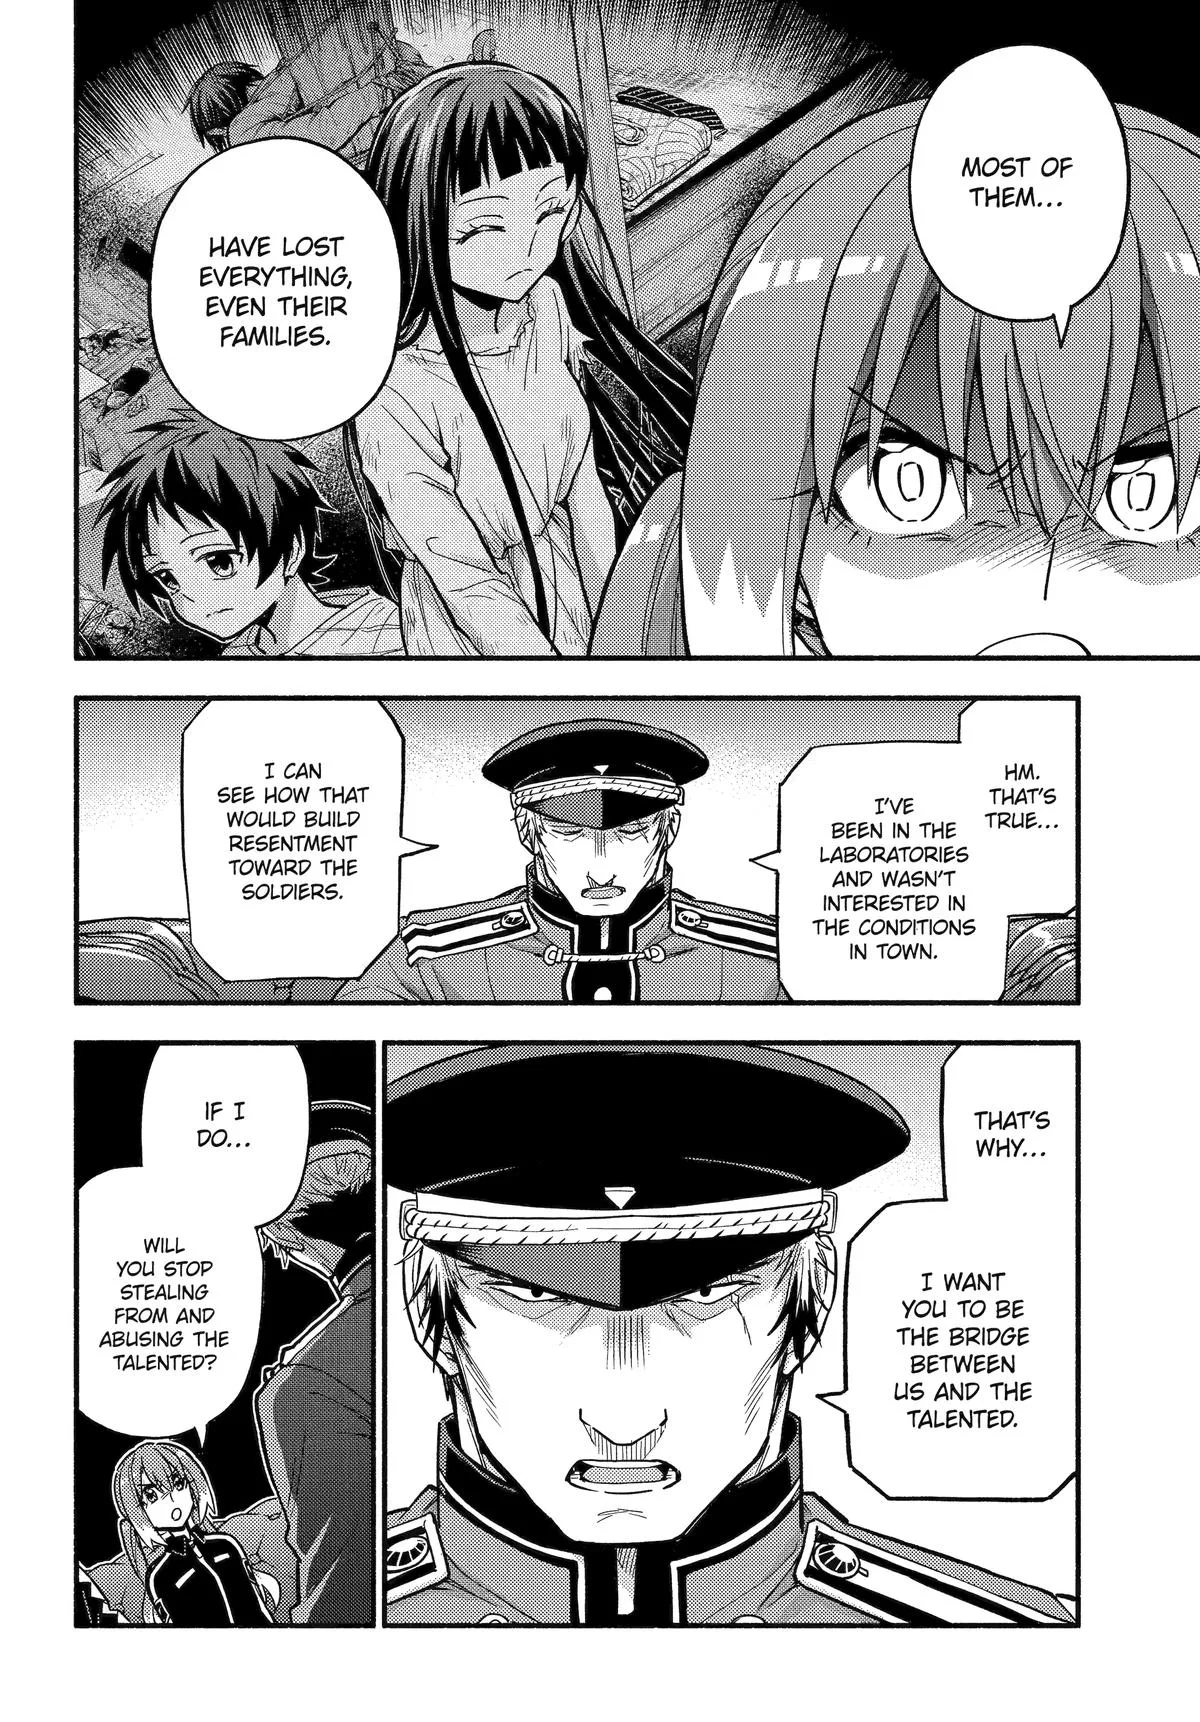 MOST OF
THEM...
HAVE LOST
EVERYTHING,
EVEN THEIR
FAMILIES.
HM.
THAT'S
TRUE...
I'VE
BEEN IN THE
LABORATORIES
AND WASN'T
INTERESTED IN
THE CONDITIONS
IN TOWN.
I CAN
SEE HOW THAT
WOULD BUILD
RESENTMENT
TOWARD THE
SOLDIERS.
THAT'S
WHY...
I WANT
YOU TO BE
THE BRIDGE
BETWEEN
US AND THE
TALENTED.
IF I
DO...
WILL
YOU STOP
STEALING
FROM AND
ABUSING THE
TALENTED?